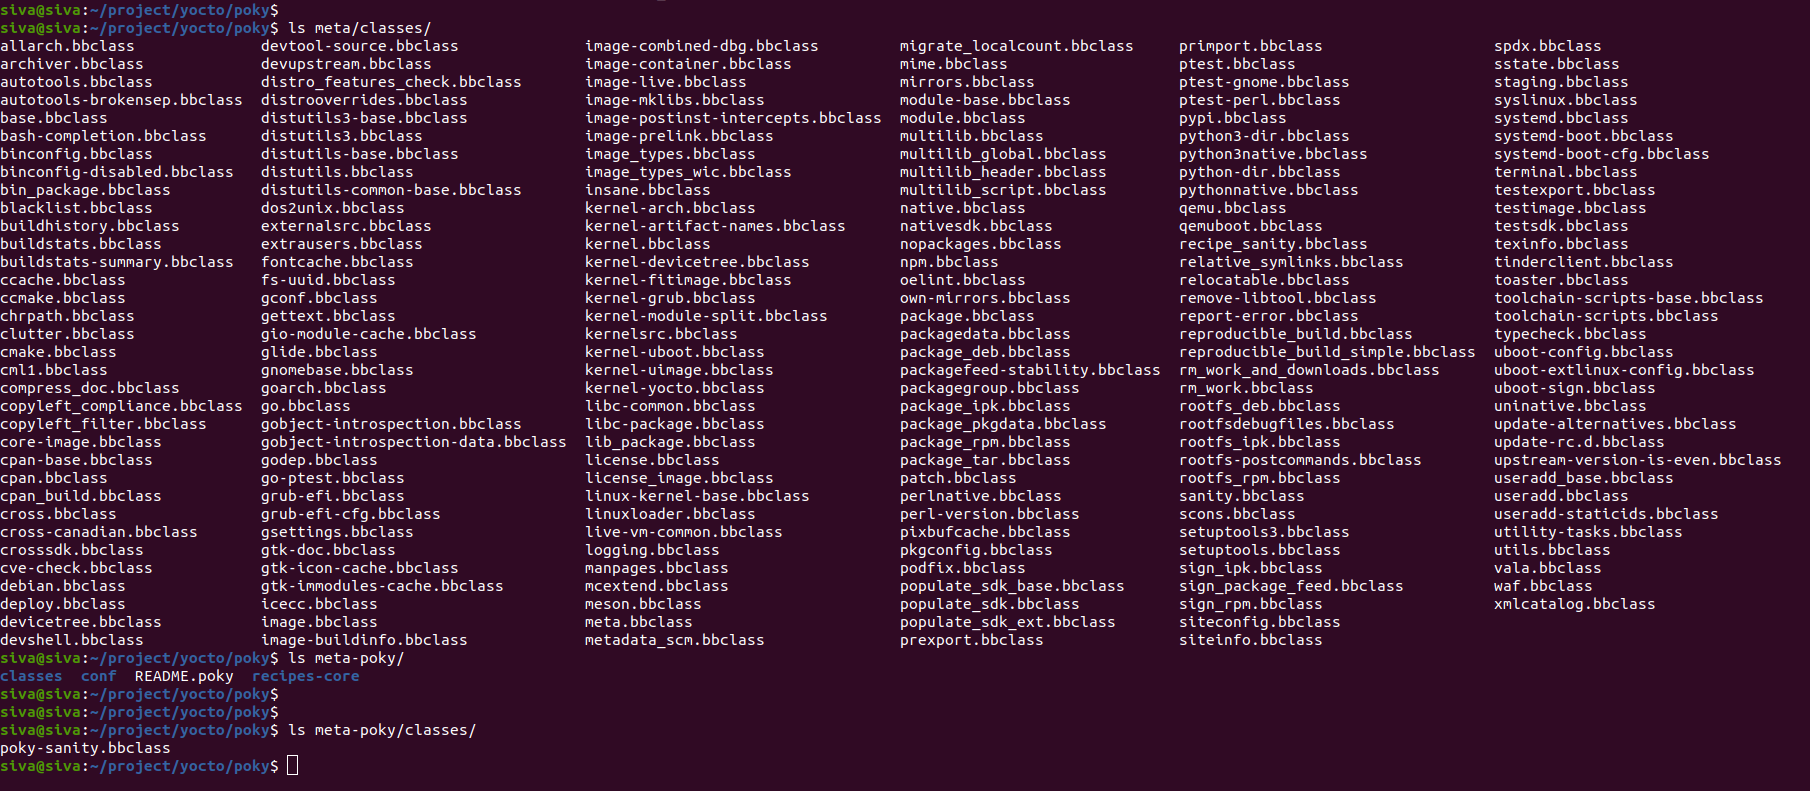 siva@siva:~/project/yocto/poky$
siva@siva:~/project/yocto/poky$ ls meta/classes/
allarch.bbclass devtool-source.bbclass image-combined-dbg.bbclass migrate_localcount.bbclass primport.bbclass spdx.bbclass
archiver.bbclass devupstream.bbclass image-container.bbclass mime.bbclass ptest.bbclass sstate.bbclass
autotools.bbclass distro_features_check.bbclass image-live.bbclass mirrors.bbclass ptest-gnome.bbclass staging.bbclass
autotools-brokensep.bbclass distrooverrides.bbclass image-mklibs.bbclass module-base.bbclass ptest-perl.bbclass syslinux.bbclass
base.bbclass distutils3-base.bbclass image-postinst-intercepts.bbclass module.bbclass pypi.bbclass systemd.bbclass
bash-completion.bbclass distutils3.bbclass image-prelink.bbclass multilib.bbclass python3-dir.bbclass systemd-boot.bbclass
binconfig.bbclass distutils-base.bbclass image_types.bbclass multilib_global.bbclass python3native.bbclass systemd-boot-cfg.bbclass
binconfig-disabled.bbclass distutils.bbclass image_types_wic.bbclass multilib_header.bbclass python-dir.bbclass terminal.bbclass
bin_package.bbclass distutils-common-base.bbclass insane.bbclass multilib_script.bbclass pythonnative.bbclass testexport.bbclass
blacklist.bbclass dos2unix.bbclass kernel-arch.bbclass native.bbclass qemu.bbclass testimage.bbclass
buildhistory.bbclass externalsrc.bbclass kernel-artifact-names.bbclass nativesdk.bbclass qemuboot.bbclass testsdk.bbclass
buildstats.bbclass extrausers.bbclass kernel.bbclass nopackages.bbclass recipe_sanity.bbclass texinfo.bbclass
buildstats-summary.bbclass fontcache.bbclass kernel-devicetree.bbclass npm.bbclass relative_symlinks.bbclass tinderclient.bbclass
ccache.bbclass fs-uuid.bbclass kernel-fitimage.bbclass oelint.bbclass relocatable.bbclass toaster.bbclass
ccmake.bbclass gconf.bbclass kernel-grub.bbclass own-mirrors.bbclass remove-libtool.bbclass toolchain-scripts-base.bbclass
chrpath.bbclass gettext.bbclass kernel-module-split.bbclass package.bbclass report-error.bbclass toolchain-scripts.bbclass
clutter.bbclass gio-module-cache.bbclass kernelsrc.bbclass packagedata.bbclass reproducible_build.bbclass typecheck.bbclass
cmake.bbclass glide.bbclass kernel-uboot.bbclass package_deb.bbclass reproducible_build_simple.bbclass uboot-config.bbclass
cml1.bbclass gnomebase.bbclass kernel-uimage.bbclass packagefeed-stability.bbclass rm_work_and_downloads.bbclass uboot-extlinux-config.bbclass
compress_doc.bbclass goarch.bbclass kernel-yocto.bbclass packagegroup.bbclass rm_work.bbclass uboot-sign.bbclass
copyleft_compliance.bbclass go.bbclass libc-common.bbclass package_ipk.bbclass rootfs_deb.bbclass uninative.bbclass
copyleft_filter.bbclass gobject-introspection.bbclass libc-package.bbclass package_pkgdata.bbclass rootfsdebugfiles.bbclass update-alternatives.bbclass
core-image.bbclass gobject-introspection-data.bbclass lib_package.bbclass package_rpm.bbclass rootfs_ipk.bbclass update-rc.d.bbclass
cpan-base.bbclass godep.bbclass license.bbclass package_tar.bbclass rootfs-postcommands.bbclass upstream-version-is-even.bbclass
cpan.bbclass go-ptest.bbclass license_image.bbclass patch.bbclass rootfs_rpm.bbclass useradd_base.bbclass
cpan_build.bbclass grub-efi.bbclass linux-kernel-base.bbclass perlnative.bbclass sanity.bbclass useradd.bbclass
cross.bbclass grub-efi-cfg.bbclass linuxloader.bbclass perl-version.bbclass scons.bbclass useradd-staticids.bbclass
cross-canadian.bbclass gsettings.bbclass live-vm-common.bbclass pixbufcache.bbclass setuptools3.bbclass utility-tasks.bbclass
crosssdk.bbclass gtk-doc.bbclass logging.bbclass pkgconfig.bbclass setuptools.bbclass utils.bbclass
cve-check.bbclass gtk-icon-cache.bbclass manpages.bbclass podfix.bbclass sign_ipk.bbclass vala.bbclass
debian.bbclass gtk-immodules-cache.bbclass mcextend.bbclass populate_sdk_base.bbclass sign_package_feed.bbclass waf.bbclass
deploy.bbclass icecc.bbclass meson.bbclass populate_sdk.bbclass sign_rpm.bbclass xmlcatalog.bbclass
devicetree.bbclass image.bbclass meta.bbclass populate_sdk_ext.bbclass siteconfig.bbclass
devshell.bbclass image-buildinfo.bbclass metadata_scm.bbclass prexport.bbclass siteinfo.bbclass
siva@siva:~/project/yocto/poky$ ls meta-poky/
classes conf README.poky recipes-core
siva@siva:~/project/yocto/poky$
siva@siva:~/project/yocto/poky$
siva@siva:~/project/yocto/poky$ ls meta-poky/classes/
poky-sanity.bbclass
siva@siva:~/project/yocto/poky$